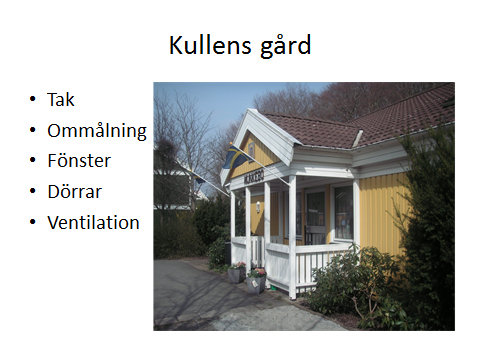 Kullens gård
• Tak
• Ommålning
• Fönster
• Dörrar
• Ventilation